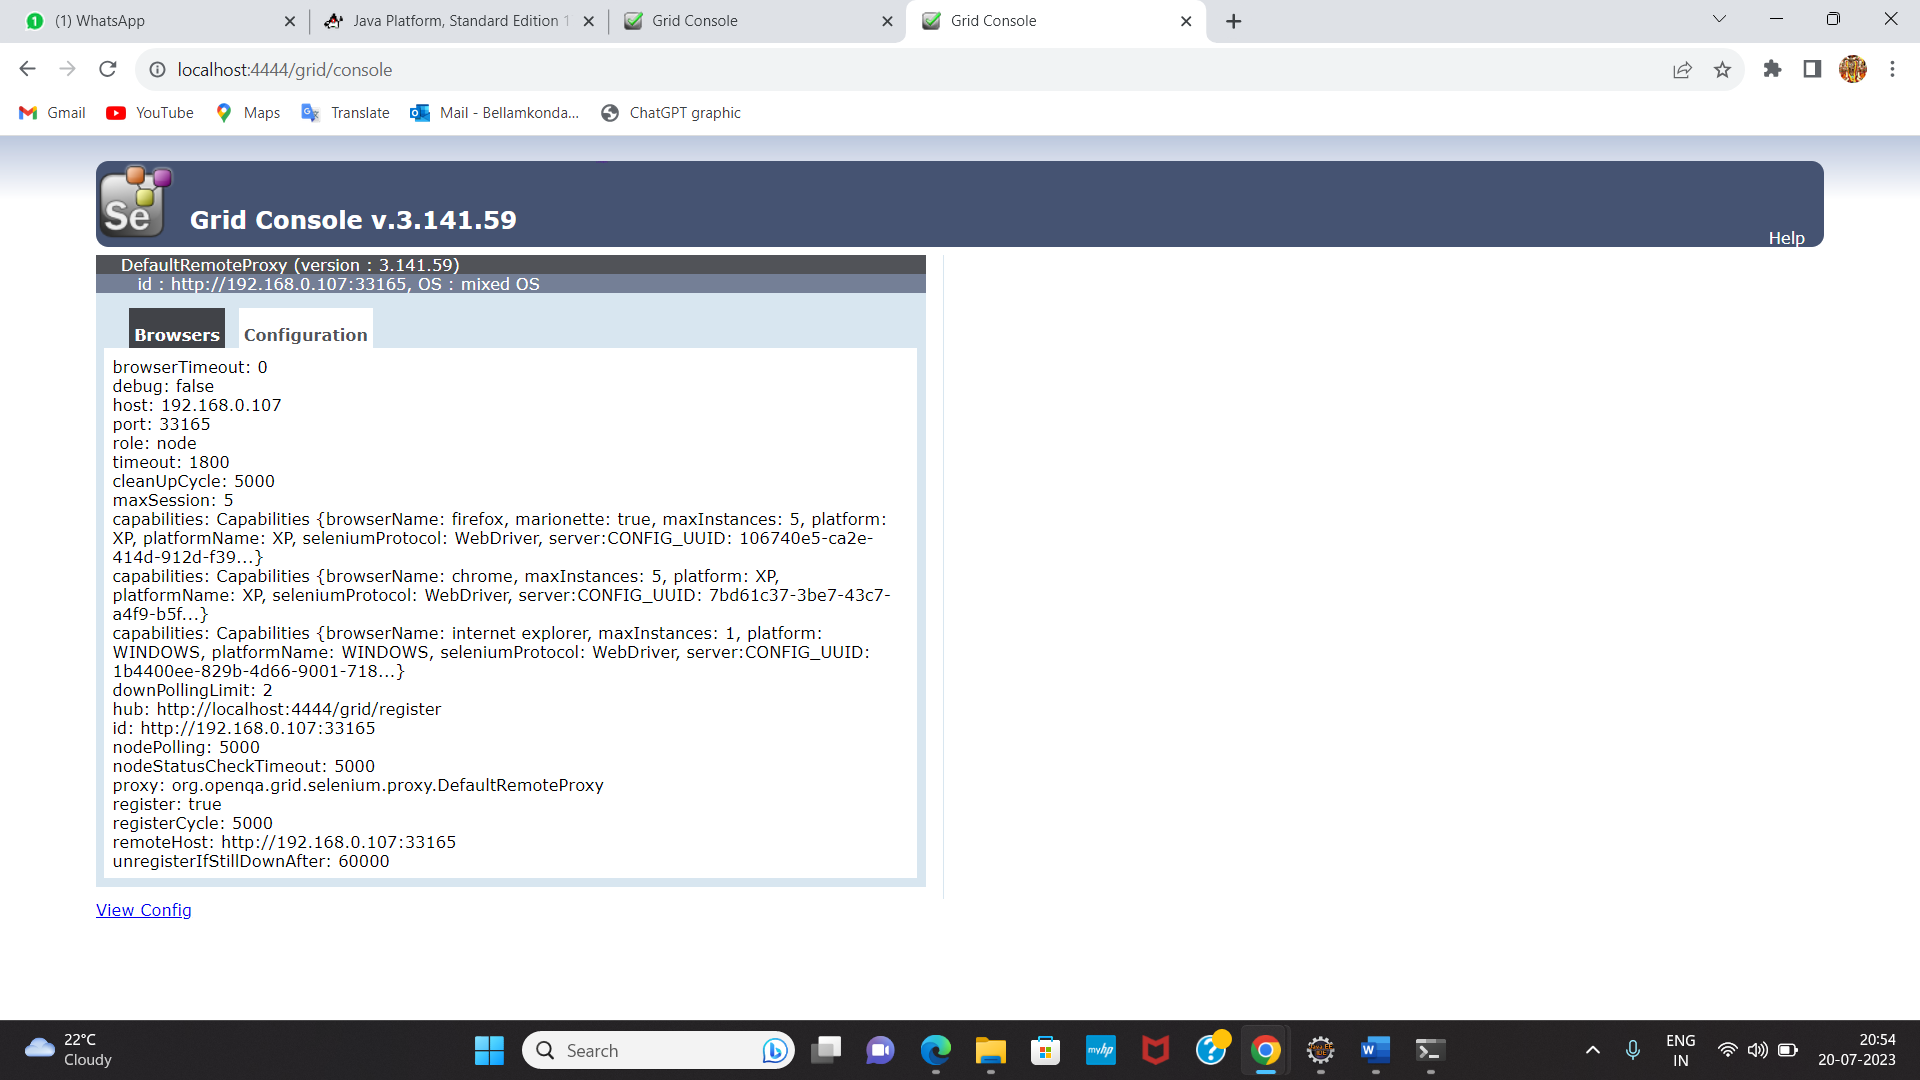 (1) WhatsApp
Java Platform, Standard Edition 1
Grid Console
Grid Console
localhost:4444/grid/console
Gmail
YouTube
Maps
Translate
Mail - Bellamkonda...
ChatGPT graphic
Se
Grid Console v.3.141.59
Help
DefaultRemoteProxy (version : 3.141.59)
id : http://192.168.0.107:33165, OS : mixed OS
Browsers
Configuration
browserTimeout: 0
debug: false
host: 192.168.0.107
port: 33165
role: node
timeout: 1800
cleanUpCycle: 5000
maxSession: 5
capabilities: Capabilities {browserName: firefox, marionette: true, maxInstances: 5, platform:
XP, platformName: XP, seleniumProtocol: WebDriver, server:CONFIG_UUID: 106740e5-ca2e-
414d-912d-f39...}
capabilities: Capabilities {browserName: chrome, maxInstances: 5, platform: XP,
platformName: XP, seleniumProtocol: WebDriver, server:CONFIG_UUID: 7bd61c37-3be7-43c7-
a4f9-b5f...}
capabilities: Capabilities {browserName: internet explorer, maxInstances: 1, platform:
WINDOWS, platformName: WINDOWS, seleniumProtocol: WebDriver, server:CONFIG_UUID:
1b4400ee-829b-4d66-9001-718...}
downPollingLimit: 2
hub: http://localhost:4444/grid/register
id: http://192.168.0.107:33165
nodePolling: 5000
nodeStatusCheckTimeout: 5000
proxy: org.openqa.grid.selenium.proxy.DefaultRemoteProxy
register: true
registerCycle: 5000
remoteHost: http://192.168.0.107:33165
unregisterIfStillDownAfter: 60000
View Config
22°C
Cloudy
Search
myhp
ENG
IN
20:54
20-07-2023